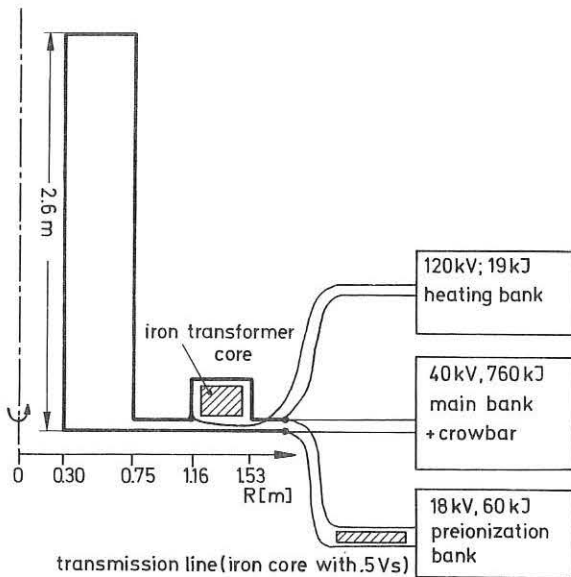 2.6 m
iron transformer
core
120kV; 19kJ
heating bank
40kV, 760kJ
main bank
+crowbar
18kV, 60kJ
preionization
bank
0 0.30 0.75 1.16 1.53
R[m]
transmission line(iron core with.5Vs)